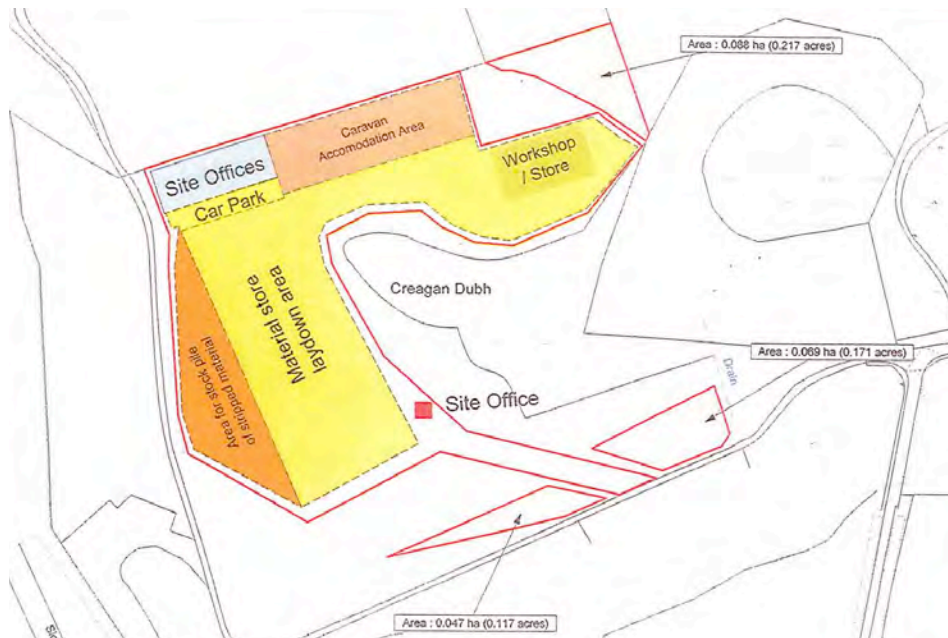 Area : 0.088 ha (0.217 acres)
Caravan
Accomodation Area
Site Offices
Car Park
Workshop
/ Store
Material store
laydown area
Creagan Dubh
Area for stock pile
of stripped material
Site Office
Area : 0.069 ha (0.171 acres)
Drain
Area : 0.047 ha (0.117 acres)